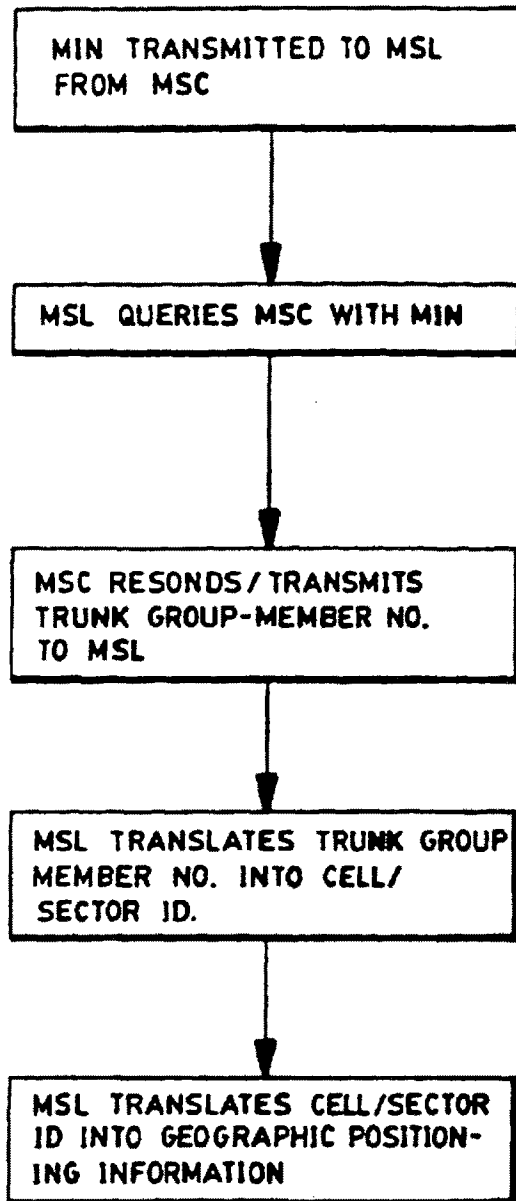 MIN TRANSMITTED TO MSL
FROM MSC
MSL QUERIES MSC WITH MIN
MSC RESONDS/TRANSMITS
TRUNK GROUP-MEMBER NO.
TO MSL
MSL TRANSLATES TRUNK GROUP
MEMBER NO. INTO CELL/
SECTOR ID.
MSL TRANSLATES CELL/SECTOR
ID INTO GEOGRAPHIC POSITION-
ING INFORMATION